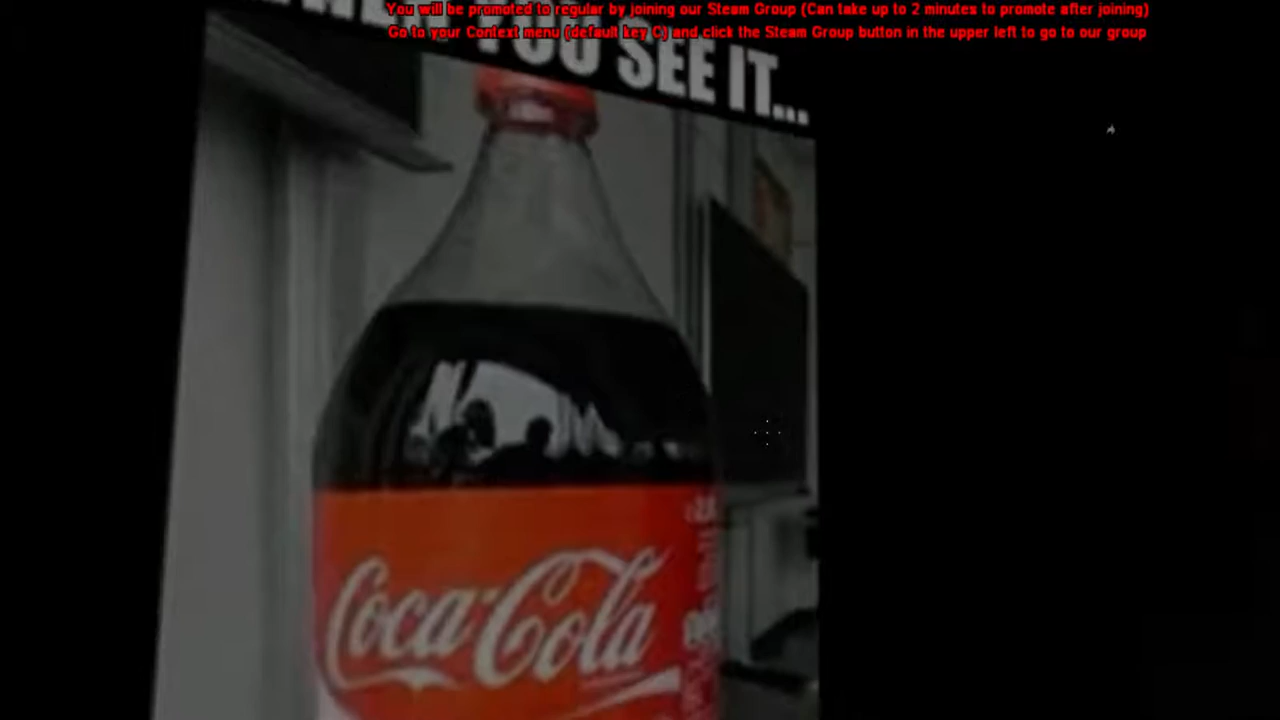 You will be promoted to regular by joining our Steam Group (Can take up to 2 minutes to promote after joining)
Go to your Context menu (default key C) and click the Steam Group button in the upper left to go to our group
YOU SEE IT...
Coca-Cola